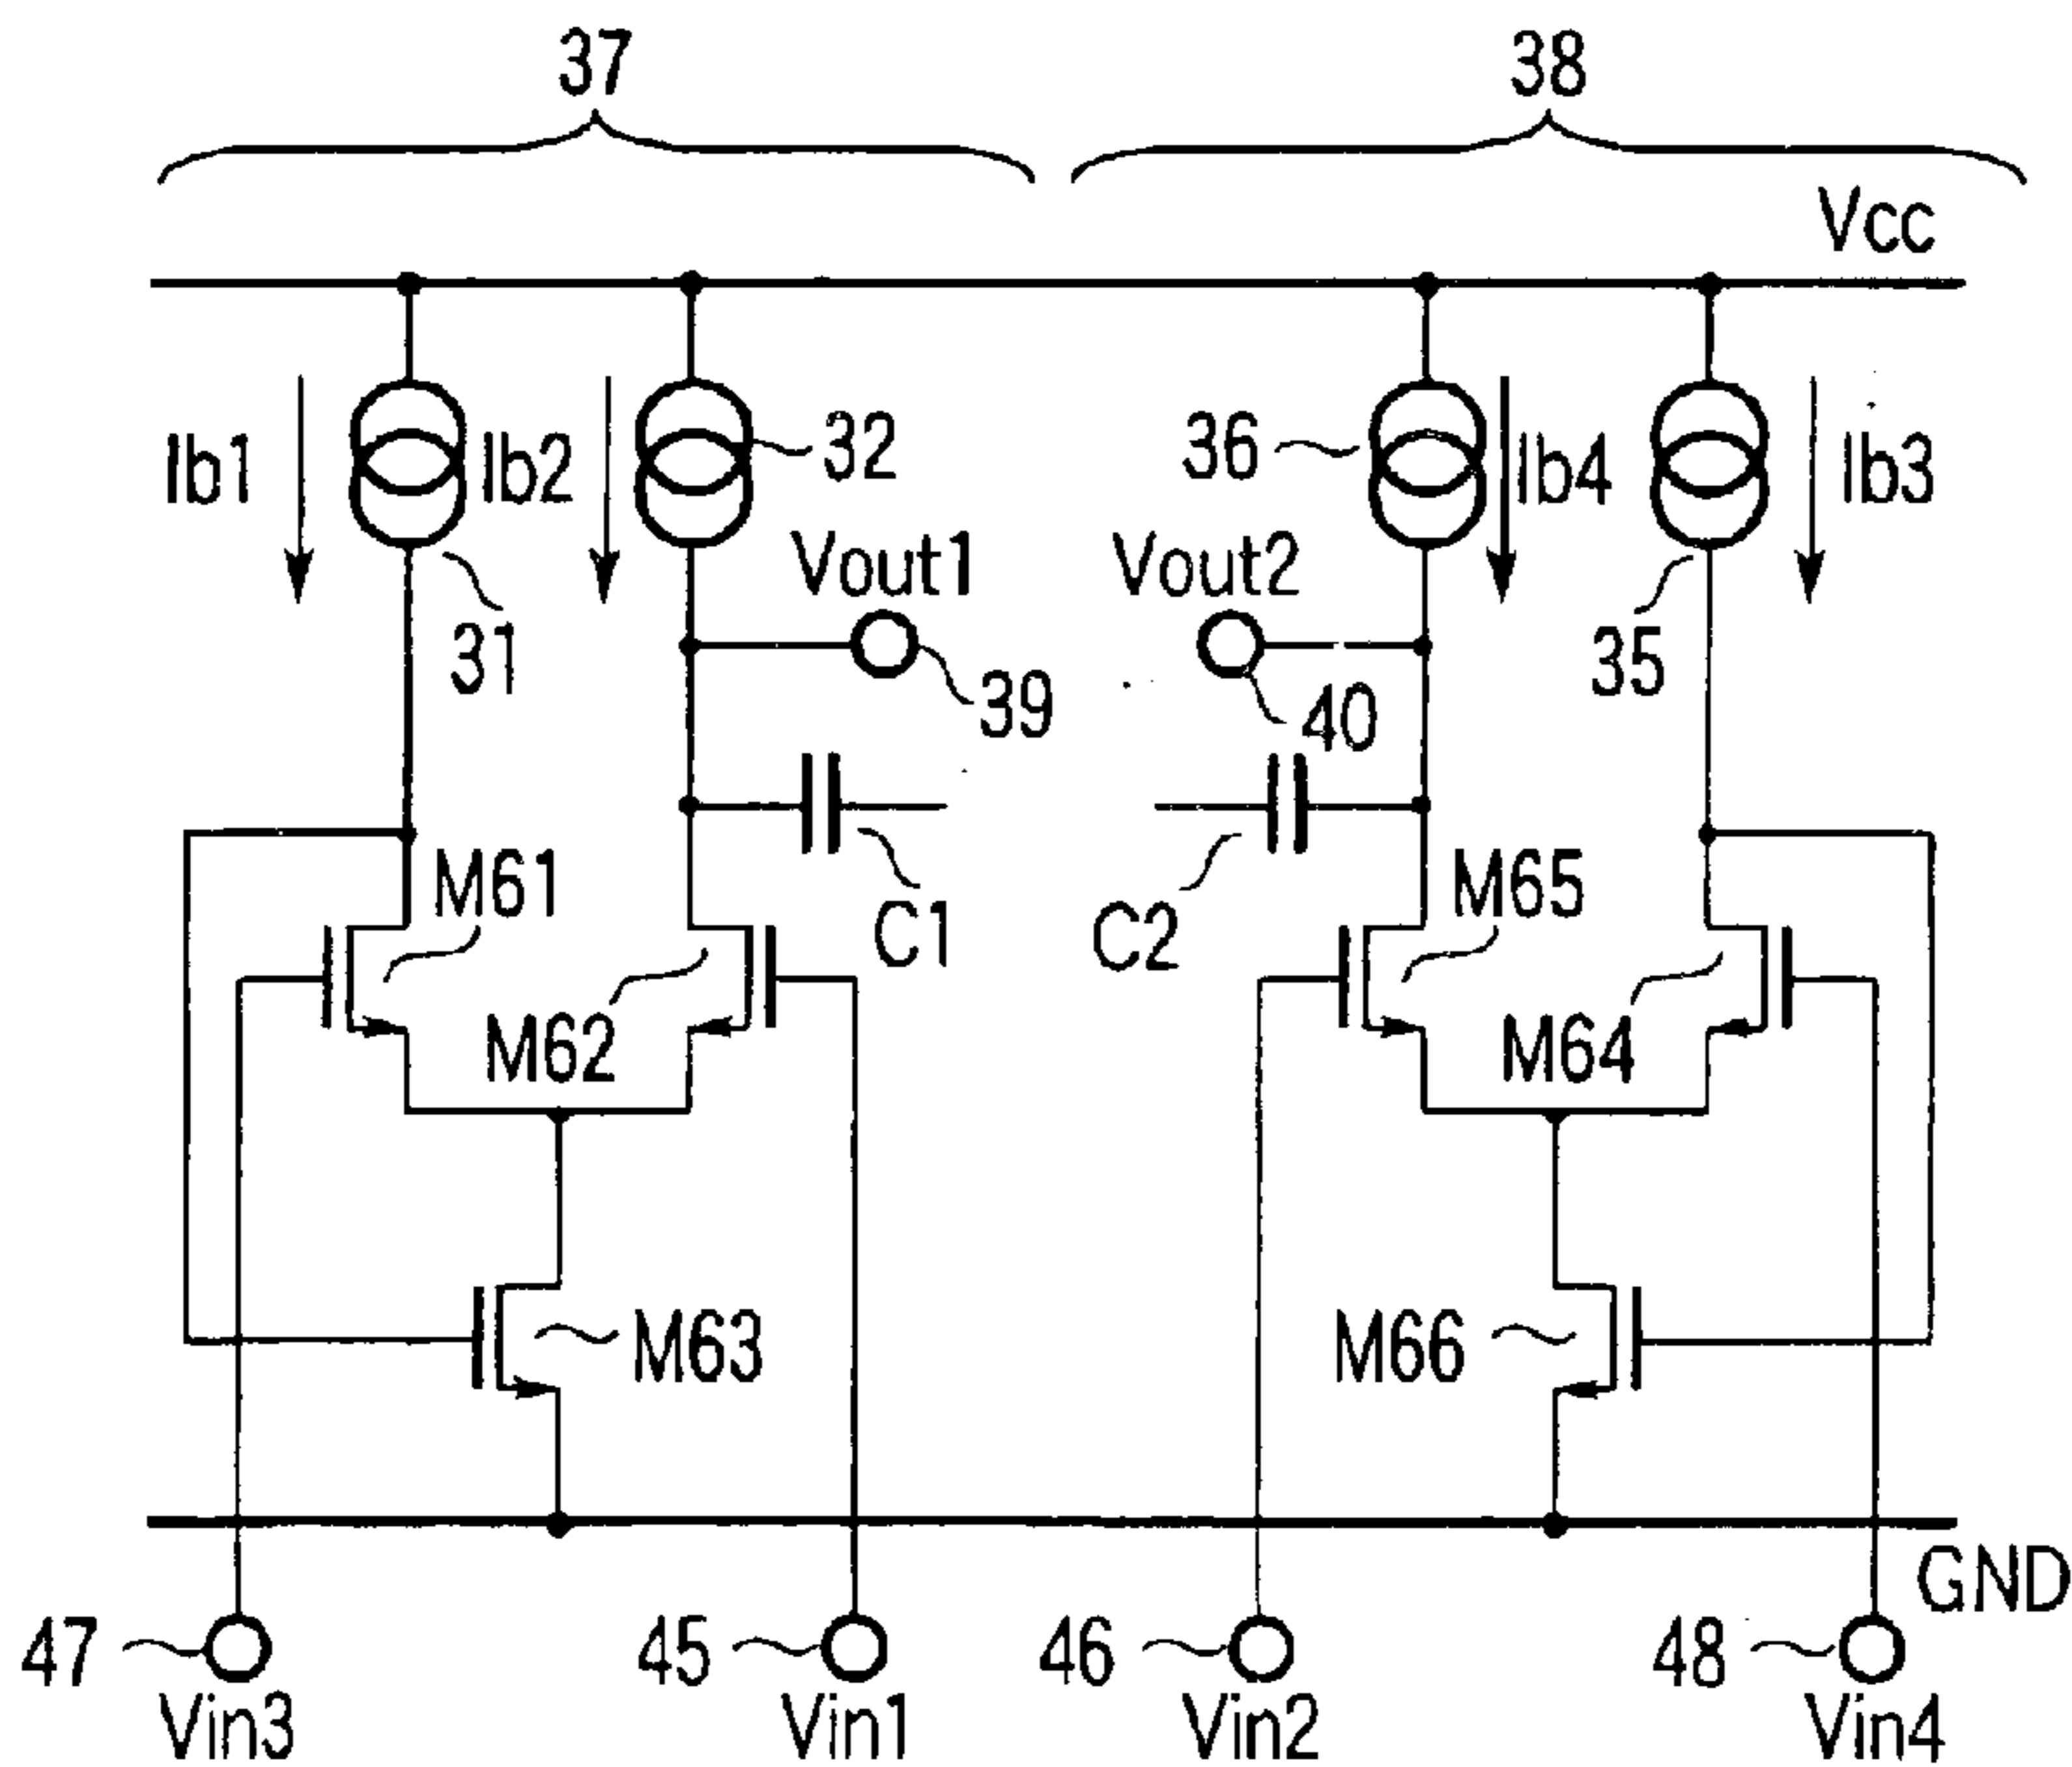 37
38
Vcc
Ib1
Ib2
32
36
Ib4
Ib3
Vout1
Vout2
31
39
40
35
M61
C1
C2
M65
M62
M64
M63
M66
GND
47
45
46
48
Vin3
Vin1
Vin2
Vin4